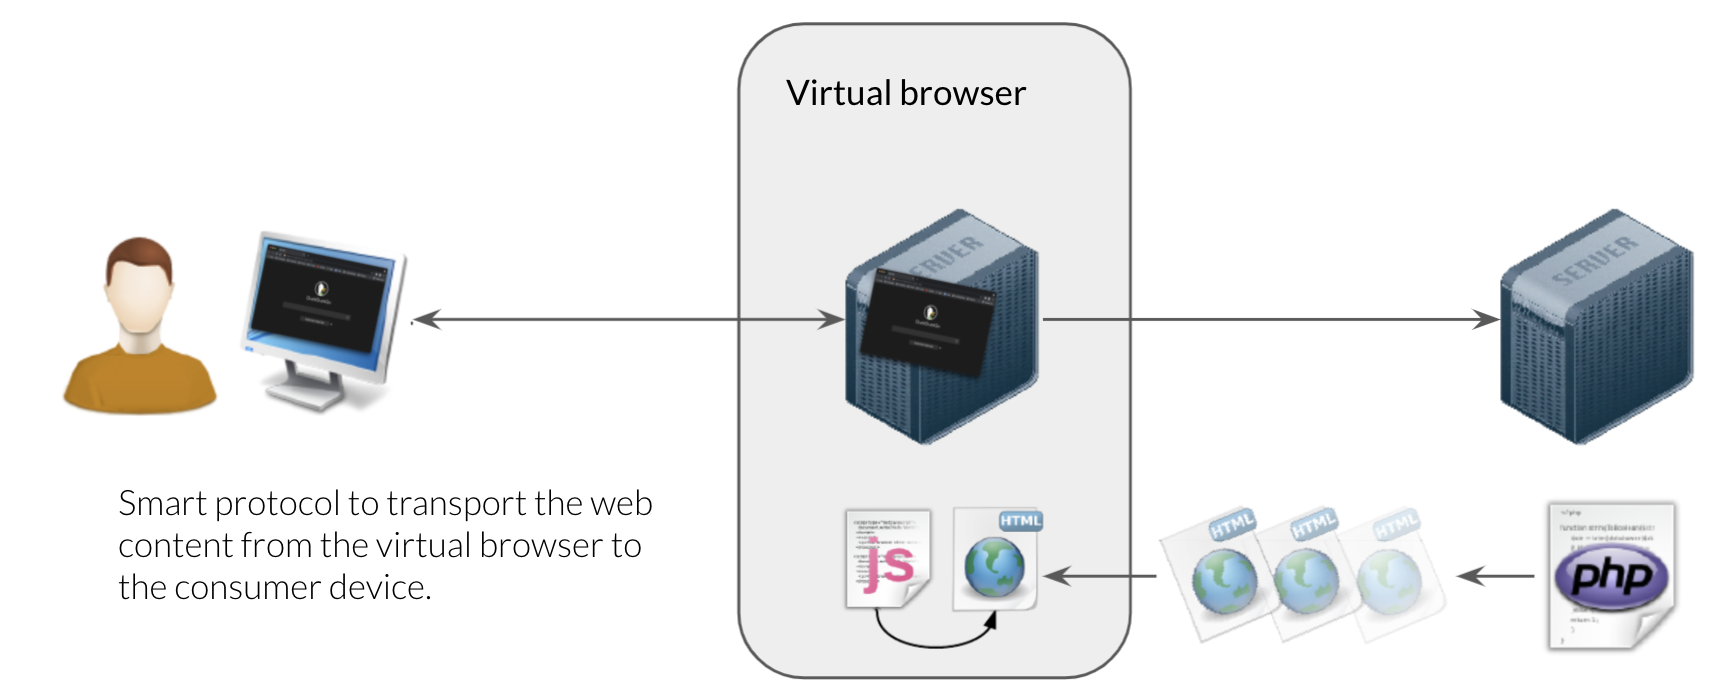 Virtual browser
SERVER
SERVER
Smart protocol to transport the web
content from the virtual browser to
the consumer device.
js
HTML
HTML
HTML
HTML
php